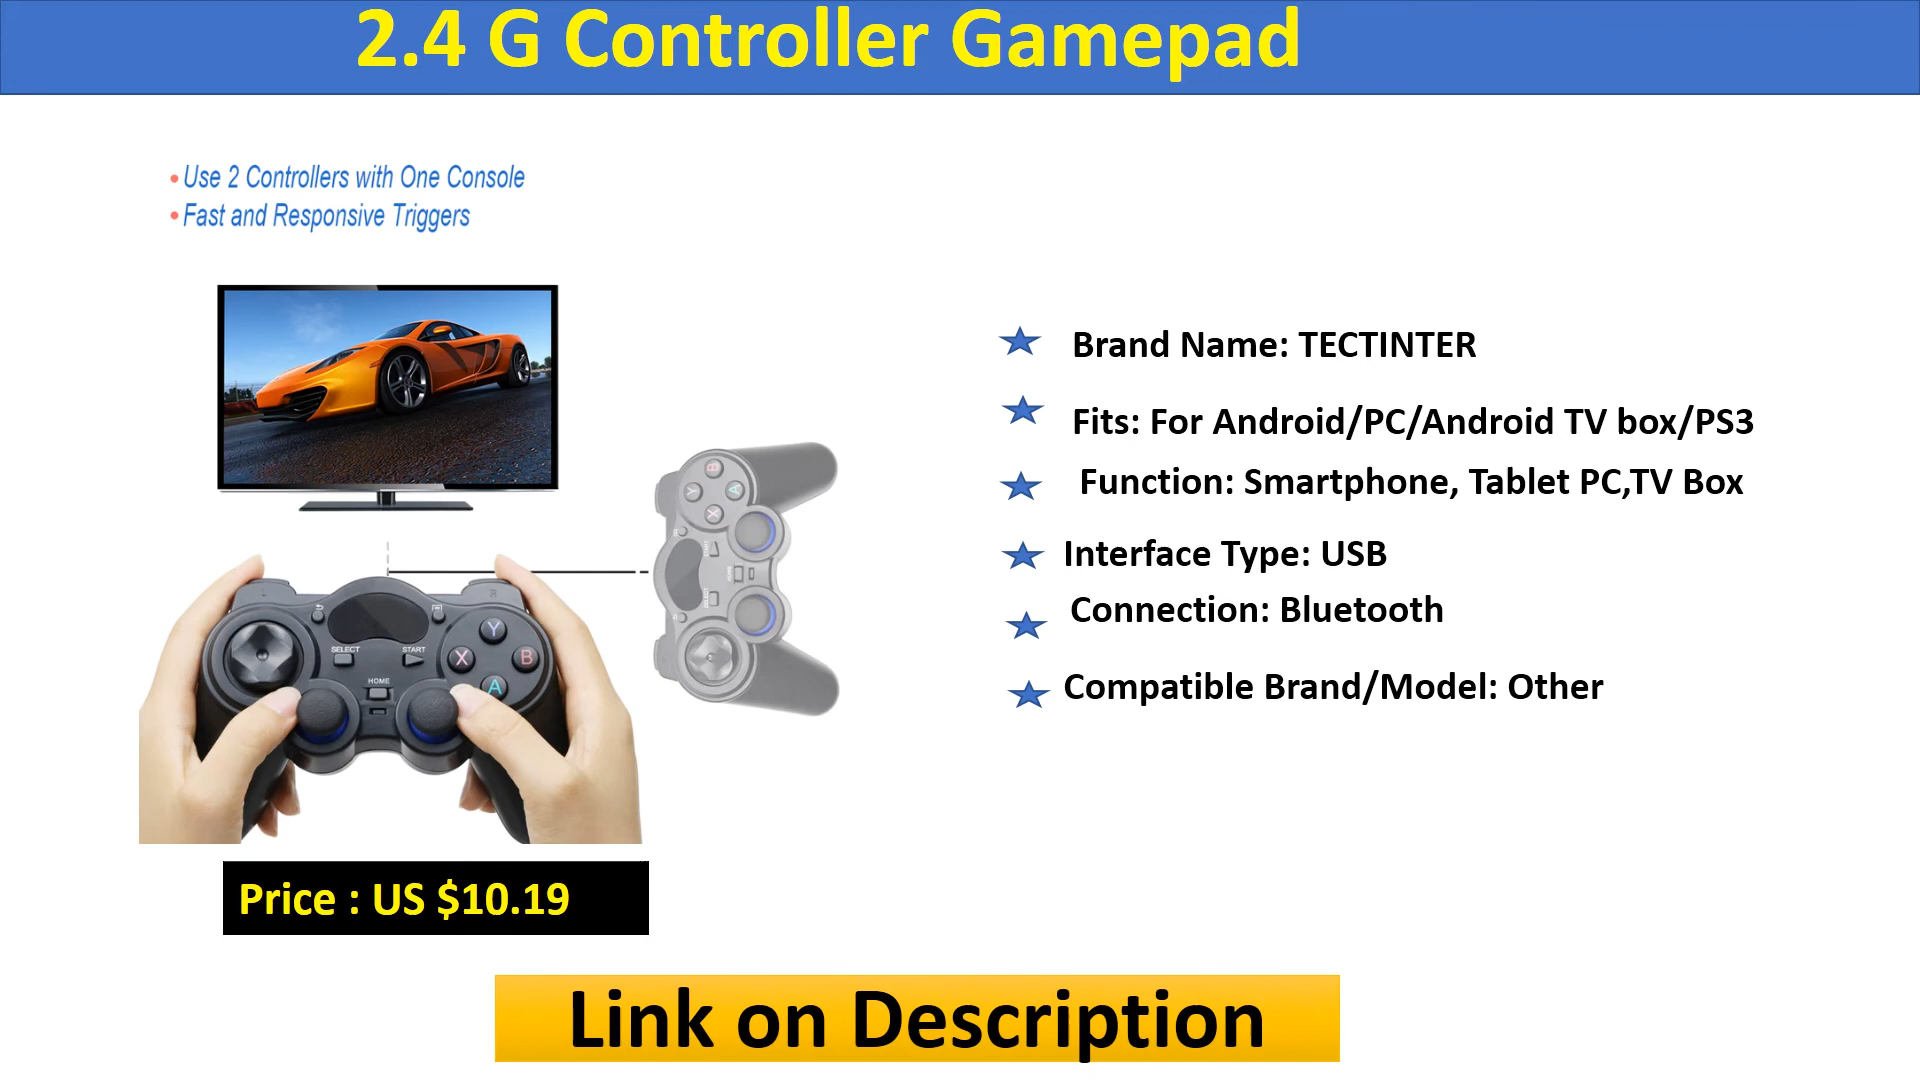 2.4 G Controller Gamepad
•Use 2 Controllers with One Console
•Fast and Responsive Triggers
Brand Name: TECTINTER
Fits: For Android/PC/Android TV box/PS3
Function: Smartphone, Tablet PC,TV Box
Interface Type: USB
Connection: Bluetooth
Compatible Brand/Model: Other
SELECT
START
HOME
Y
X
B
A
B
Y
A
X
Price : US $10.19
Link on Description